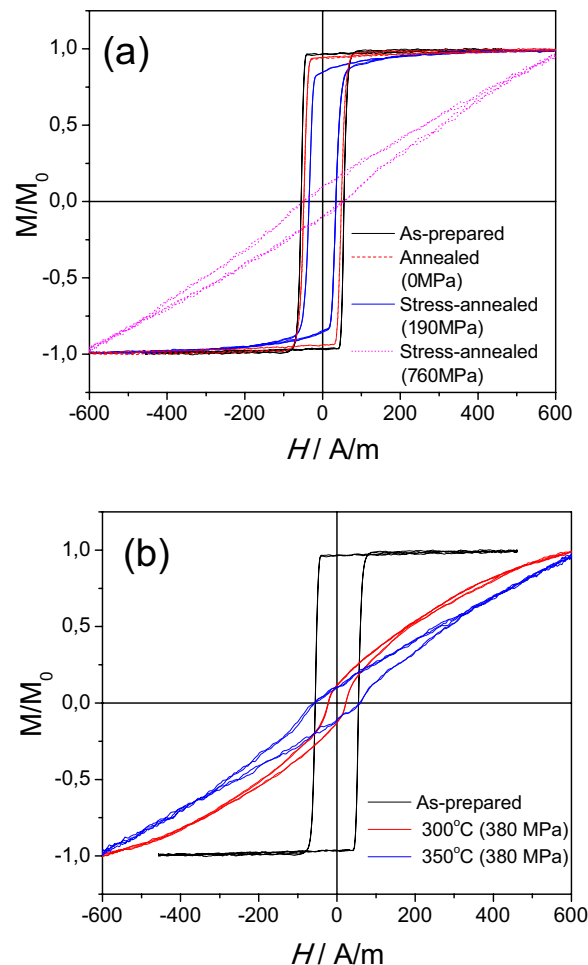 (a)
1,0
0,5
0,0
-0,5
-1,0
M/M0
As-prepared
Annealed
(0MPa)
Stress-annealed
(190MPa)
Stress-annealed
(760MPa)
-600 -400 -200 0 200 400 600
H / A/m
(b)
1,0
0,5
0,0
-0,5
-1,0
M/M0
As-prepared
300°C (380 MPa)
350°C (380 MPa)
-600 -400 -200 0 200 400 600
H / A/m